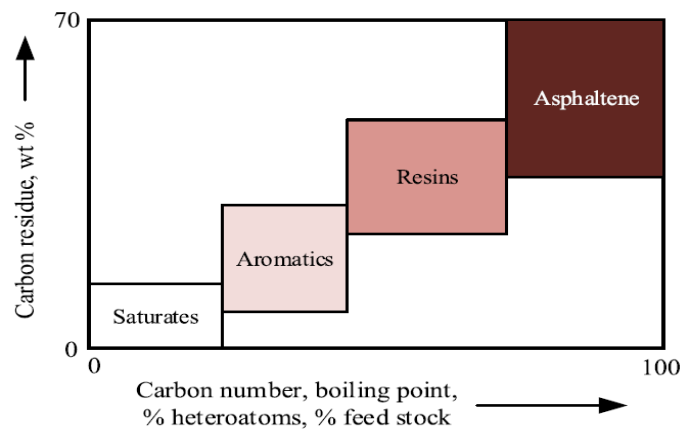 70
Carbon residue, wt %
Asphaltene
Resins
Aromatics
Saturates
0
0
100
Carbon number, boiling point,
% heteroatoms, % feed stock